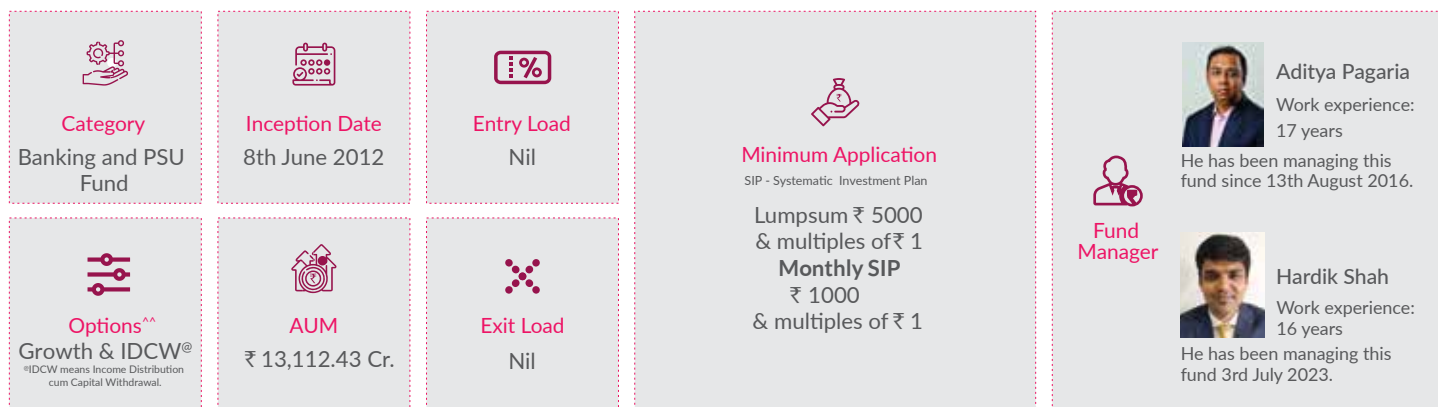 Category
Banking and PSU
Fund
Inception Date
8th June 2012
Entry Load
Nil
Options^^
Growth & IDCW@
@IDCW means Income Distribution
cum Capital Withdrawal.
AUM
₹ 13,112.43 Cr.
Exit Load
Nil
Minimum Application
SIP - Systematic Investment Plan
Lumpsum ₹ 5000
& multiples of ₹ 1
Monthly SIP
₹ 1000
& multiples of ₹ 1
Fund
Manager
Aditya Pagaria
Work experience:
17 years
He has been managing this
fund since 13th August 2016.
Hardik Shah
Work experience:
16 years
He has been managing this
fund 3rd July 2023.